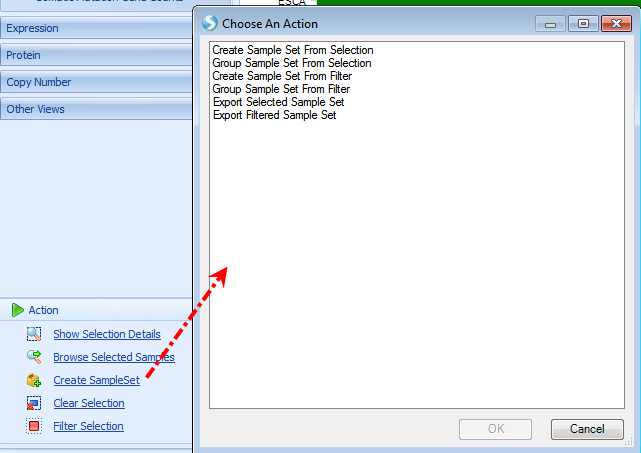 ESCA
Expression
Protein
Copy Number
Other Views
Action
Show Selection Details
Browse Selected Samples
Create SampleSet
Clear Selection
Filter Selection
Choose An Action
Create Sample Set From Selection
Group Sample Set From Selection
Create Sample Set From Filter
Group Sample Set From Filter
Export Selected Sample Set
Export Filtered Sample Set
OK
Cancel